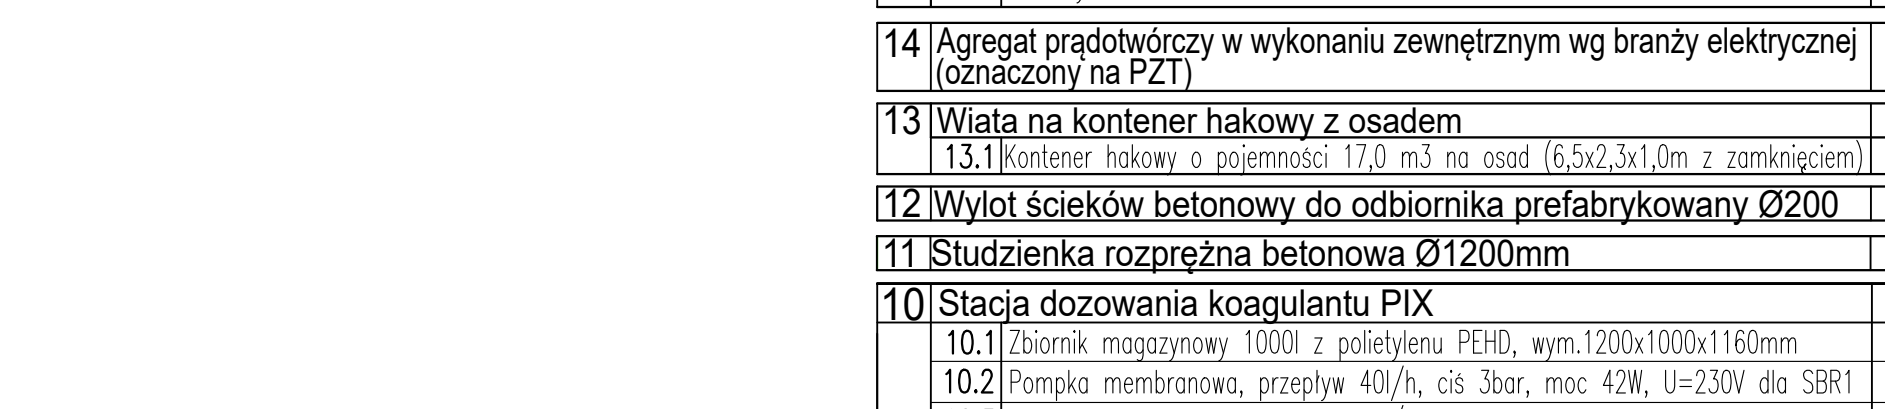 14 Agregat prądotwórczy w wykonaniu zewnętrznym wg branży elektrycznej
(oznaczony na PZT)
13 Wiata na kontener hakowy z osadem
13.1 Kontener hakowy o pojemności 17,0 m3 na osad (6,5x2,3x1,0m z zamknięciem)
12 Wylot ścieków betonowy do odbiornika prefabrykowany Ø200
11 Studzienka rozprężna betonowa Ø1200mm
10 Stacja dozowania koagulantu PIX
10.1 Zbiornik magazynowy 1000l z polietylenu PEHD, wym.1200x1000x1160mm
10.2 Pompka membranowa, przepływ 40l/h, ciś 3bar, moc 42W, U=230V dla SBR1